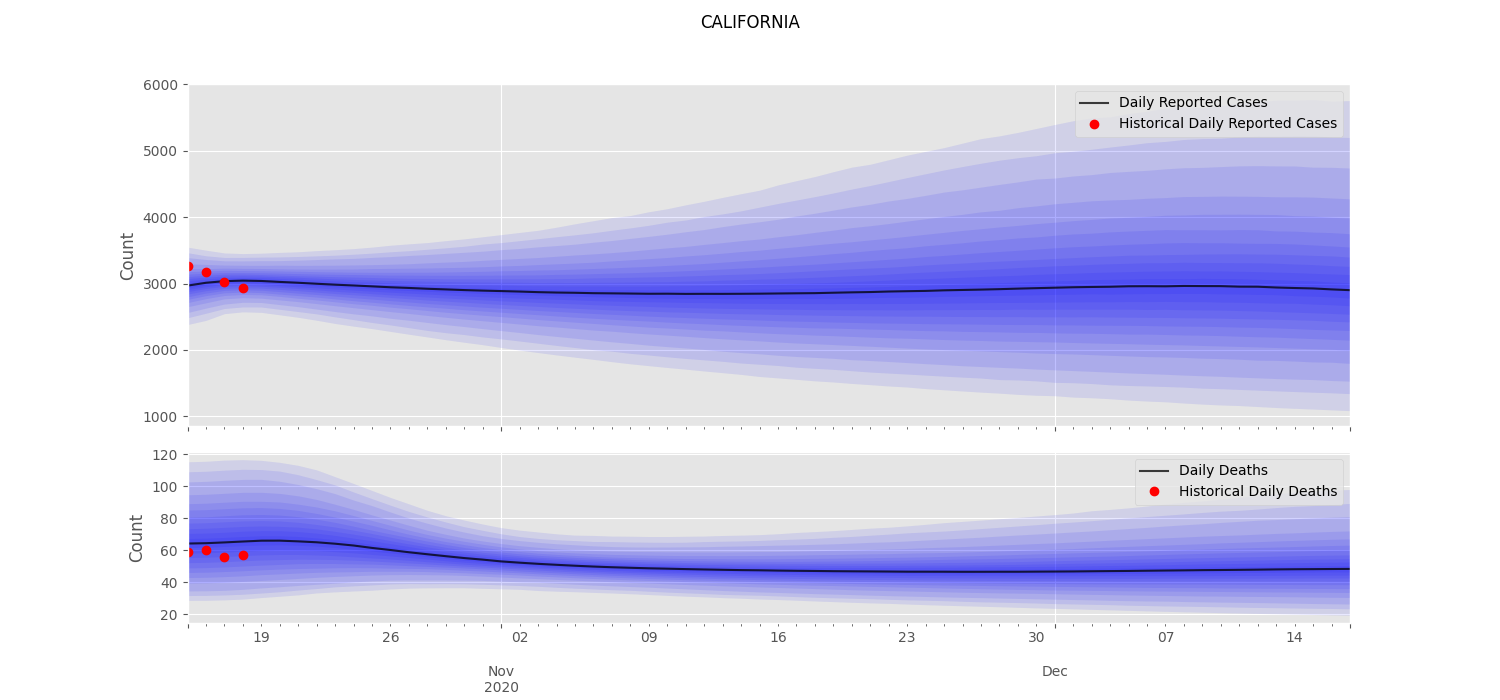 CALIFORNIA
6000
5000
4000
3000
2000
1000
Count
Daily Reported Cases
Historical Daily Reported Cases
120
100
80
60
40
20
Count
Daily Deaths
Historical Daily Deaths
19 26 02 09 16 23 30 07 14
Nov Dec
2020